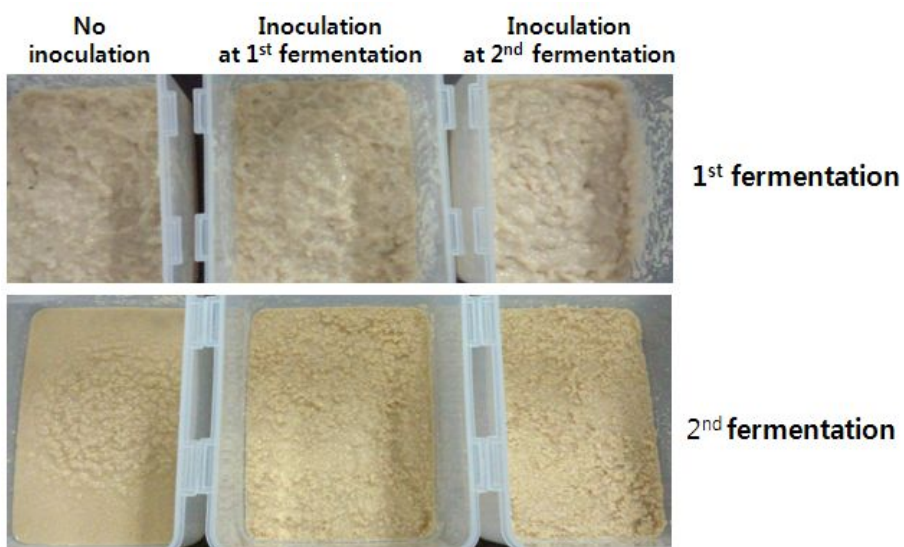 No
inoculation
Inoculation
at 1st fermentation
Inoculation
at 2nd fermentation
1st fermentation
2nd fermentation